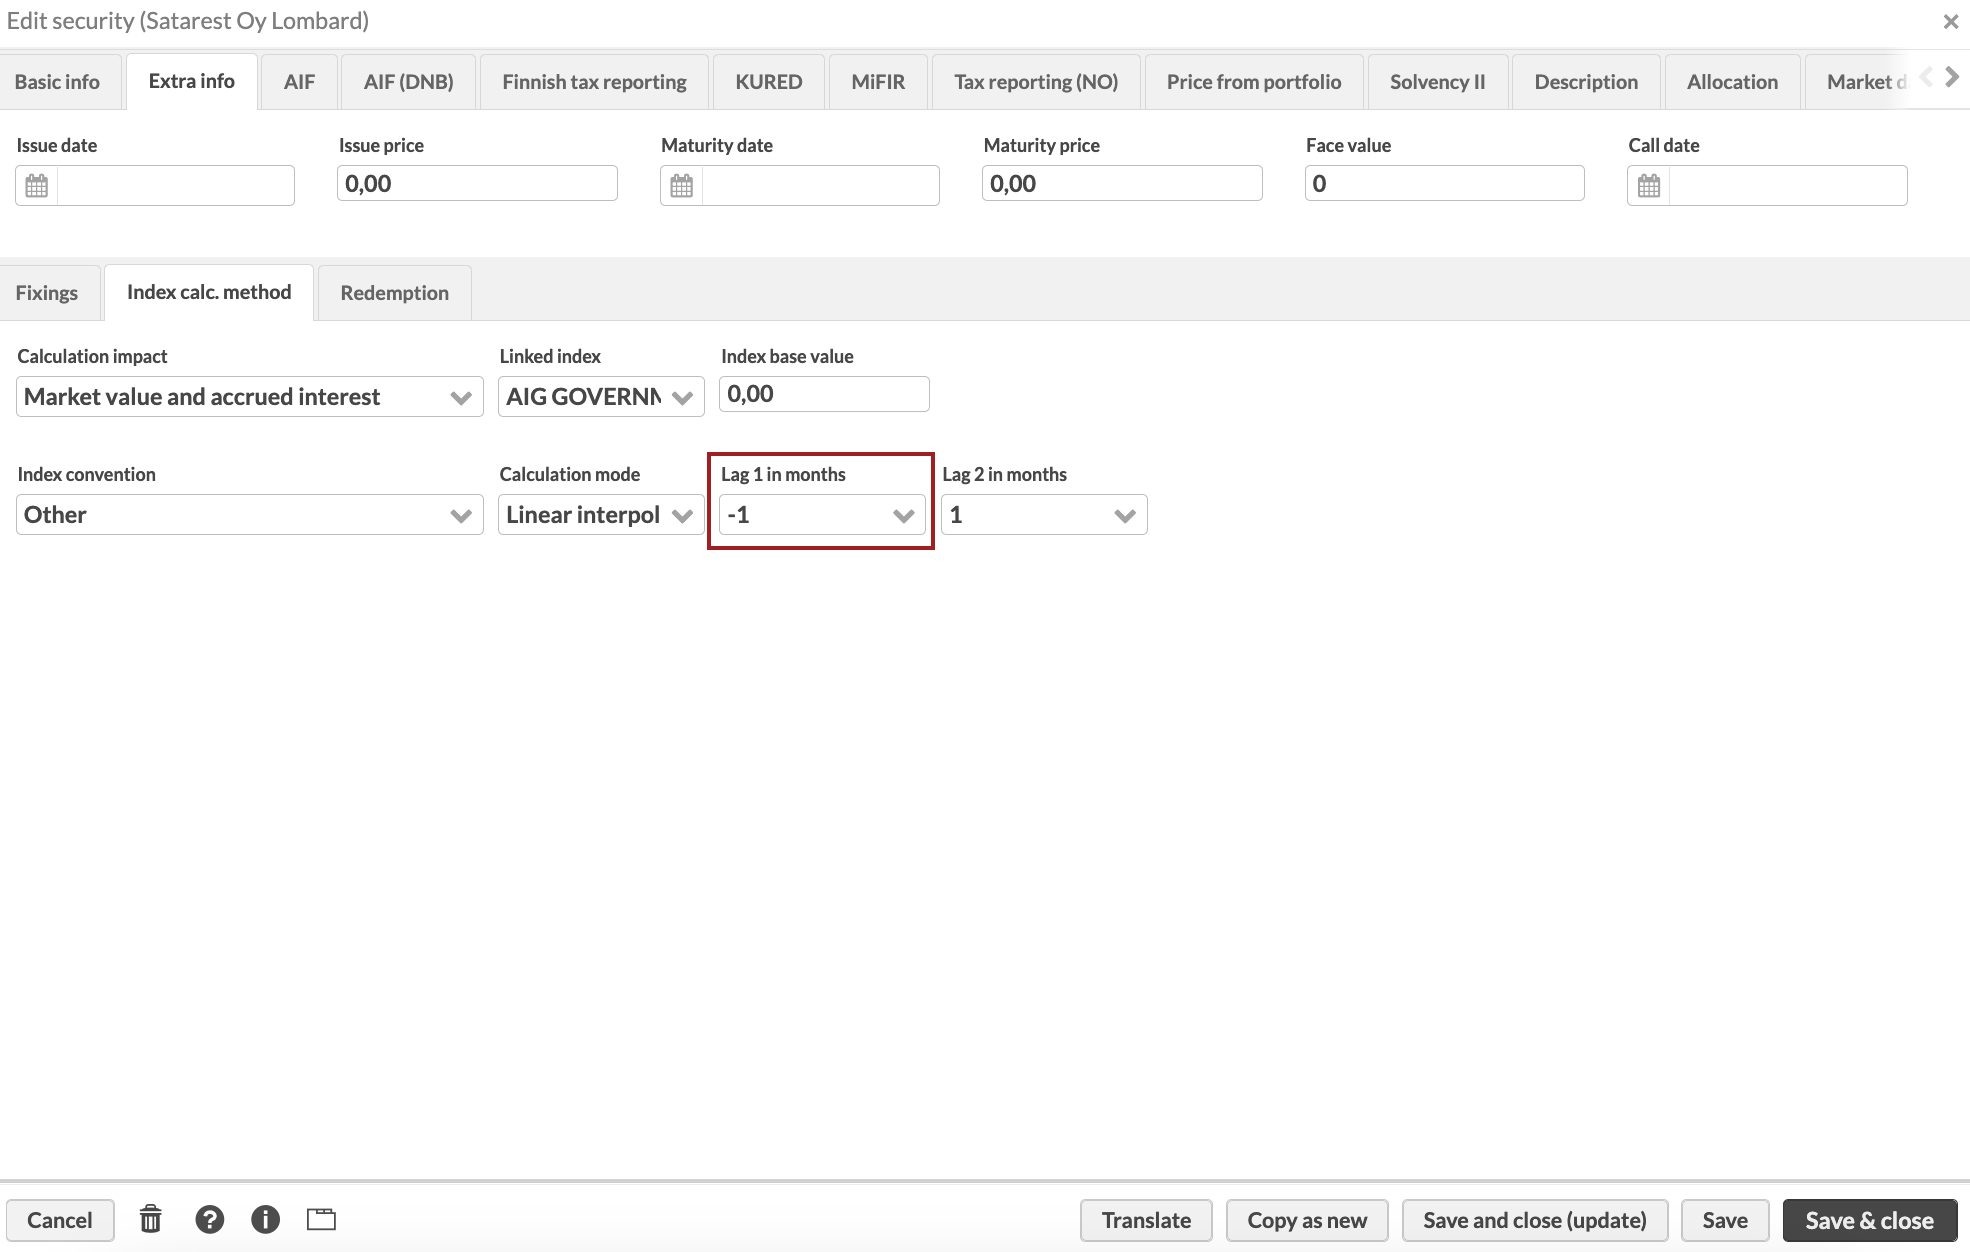 Edit security (Satarest Oy Lombard)
Basic info Extra info AIF AIF (DNB) Finnish tax reporting KURED MiFIR Tax reporting (NO) Price from portfolio Solvency II Description Allocation Market d
Issue date Issue price Maturity date Maturity price Face value Call date
0,00 0,00 0
Fixings Index calc. method Redemption
Calculation impact Linked index Index base value
Market value and accrued interest AIG GOVERNM 0,00
Index convention Calculation mode Lag 1 in months Lag 2 in months
Other Linear interpol -1 1
Cancel Translate Copy as new Save and close (update) Save Save & close